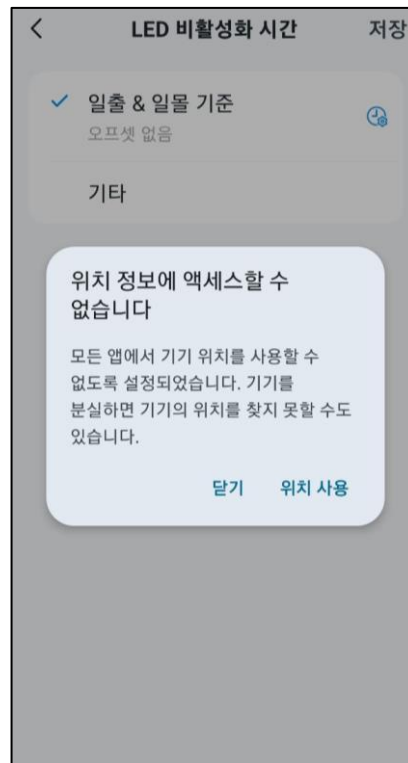 LED 비활성화 시간
저장
일출 & 일몰 기준
오프셋 없음
기타
위치 정보에 액세스할 수
없습니다
모든 앱에서 기기 위치를 사용할 수
없도록 설정되었습니다. 기기를
분실하면 기기의 위치를 찾지 못할 수도
있습니다.
닫기 위치 사용